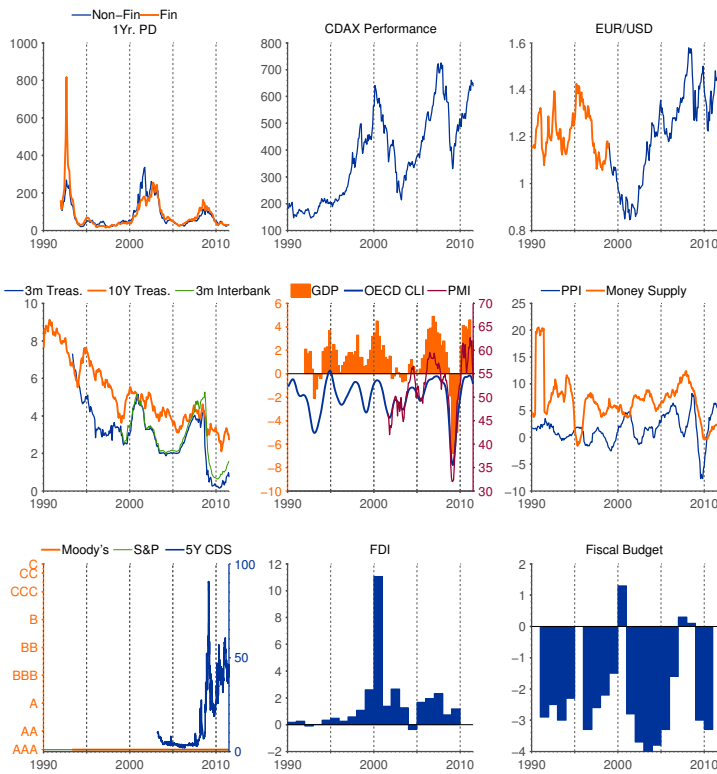 Non−Fin Fin
1Yr. PD CDAX Performance EUR/USD
1000 800 1.6
700
800 1.4
600
600 500 1.2
400 400
1
300
200
200
0 100 0.8
1990 2000 2010 1990 2000 2010 1990 2000 2010
3m Treas. 10Y Treas. 3m Interbank GDP OECD CLI PMI PPI Money Supply
10 6 70 25
4 65 20
8
2 60 15
6 0 55 10
−2 50
4 5
−4 45
0
−6 40
2
−8 35 −5
0 −10 30 −10
1990 2000 2010 1990 2000 2010 1990 2000 2010
Moody's S&P 5Y CDS FDI Fiscal Budget
C 100 12 2
CC
10 1
CCC
8 0
B
6
−1
BB 50
4
BBB −2
2
A
−3
0
AA
AAA 0 −2 −4
1990 2000 2010 1990 2000 2010 1990 2000 2010